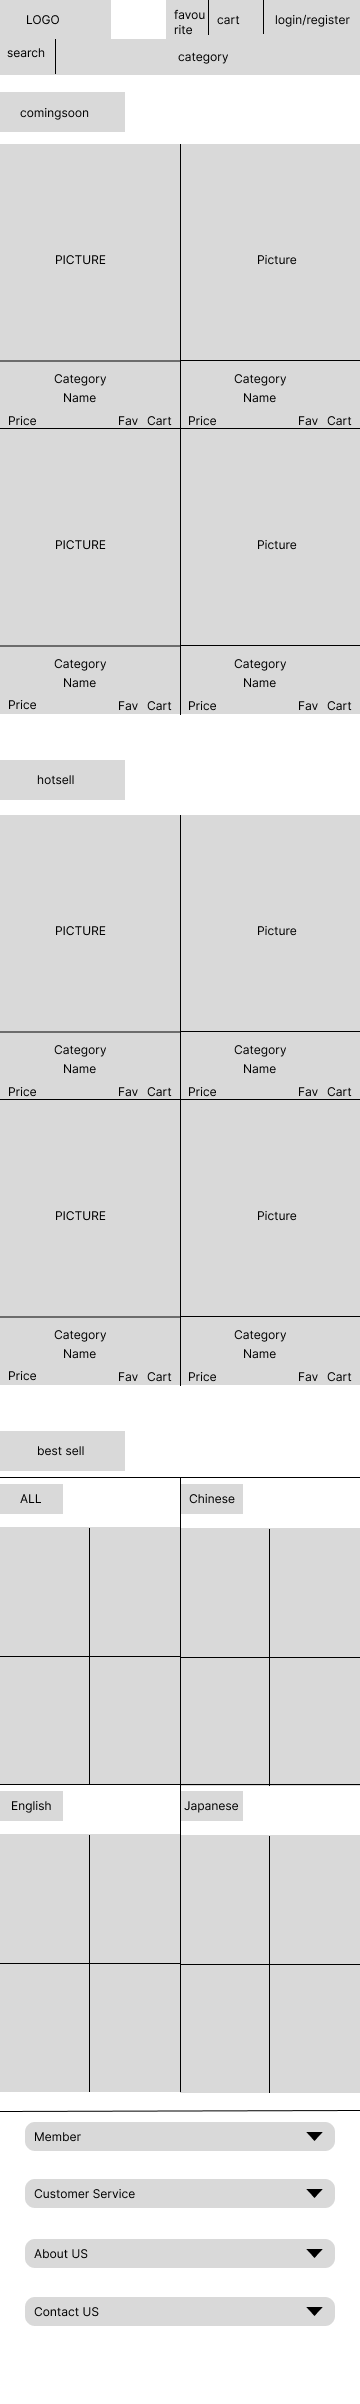 LOGO
favou
rite
cart
login/register
search
category
comingsoon
PICTURE
Picture
Category
Name
Price
Fav
Cart
Category
Name
Price
Fav
Cart
PICTURE
Picture
Category
Name
Price
Fav
Cart
Category
Name
Price
Fav
Cart
hotsell
PICTURE
Picture
Category
Name
Price
Fav
Cart
Category
Name
Price
Fav
Cart
PICTURE
Picture
Category
Name
Price
Fav
Cart
Category
Name
Price
Fav
Cart
best sell
ALL
Chinese
English
Japanese
Member
Customer Service
About US
Contact US